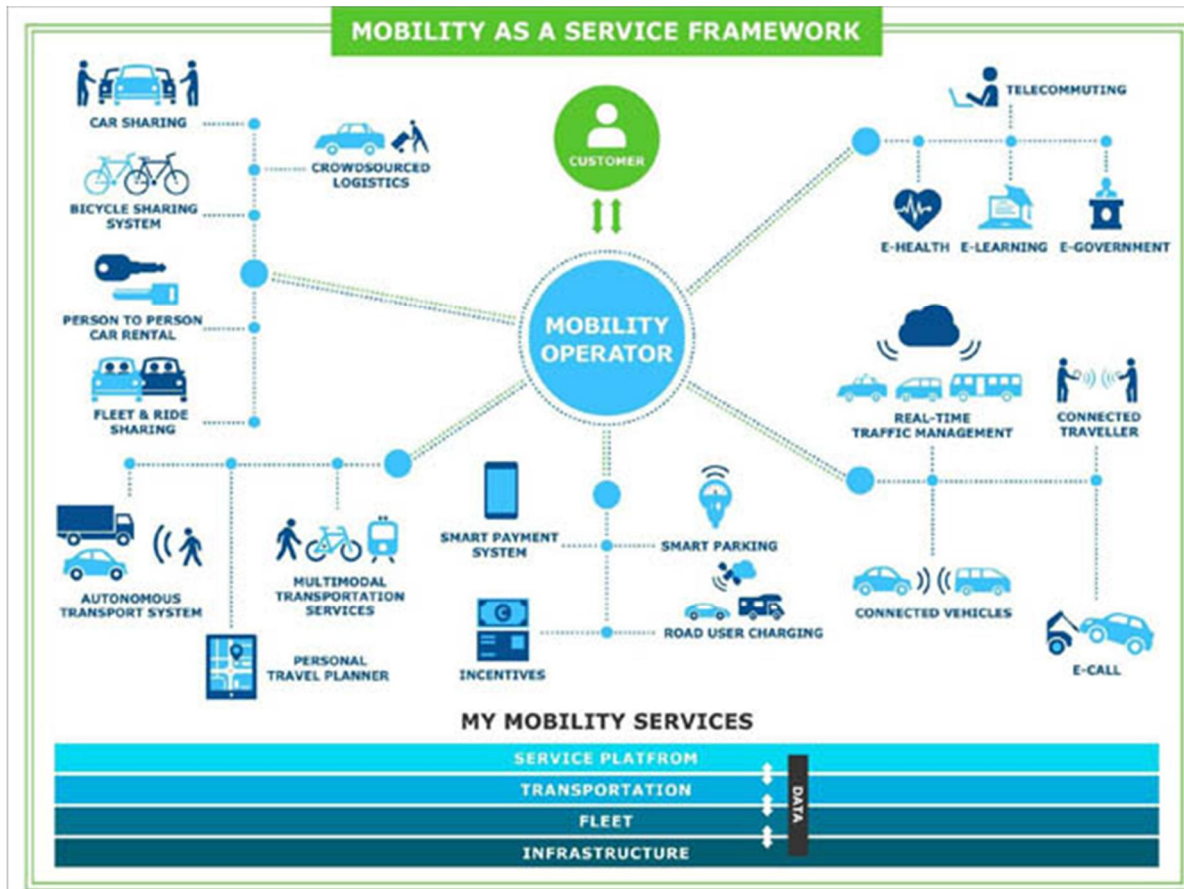 MOBILITY AS A SERVICE FRAMEWORK
CUSTOMER
MOBILITY
OPERATOR
CAR SHARING
CROWDSOURCED
LOGISTICS
BICYCLE SHARING
SYSTEM
PERSON TO PERSON
CAR RENTAL
FLEET & RIDE
SHARING
TELECOMMUTING
E-HEALTH
E-LEARNING
E-GOVERNMENT
REAL-TIME
TRAFFIC MANAGEMENT
CONNECTED
TRAVELLER
CONNECTED VEHICLES
E-CALL
AUTONOMOUS
TRANSPORT SYSTEM
MULTIMODAL
TRANSPORTATION
SERVICES
PERSONAL
TRAVEL PLANNER
SMART PAYMENT
SYSTEM
SMART PARKING
INCENTIVES
ROAD USER CHARGING
MY MOBILITY SERVICES
SERVICE PLATFROM
TRANSPORTATION
FLEET
INFRASTRUCTURE
DATA